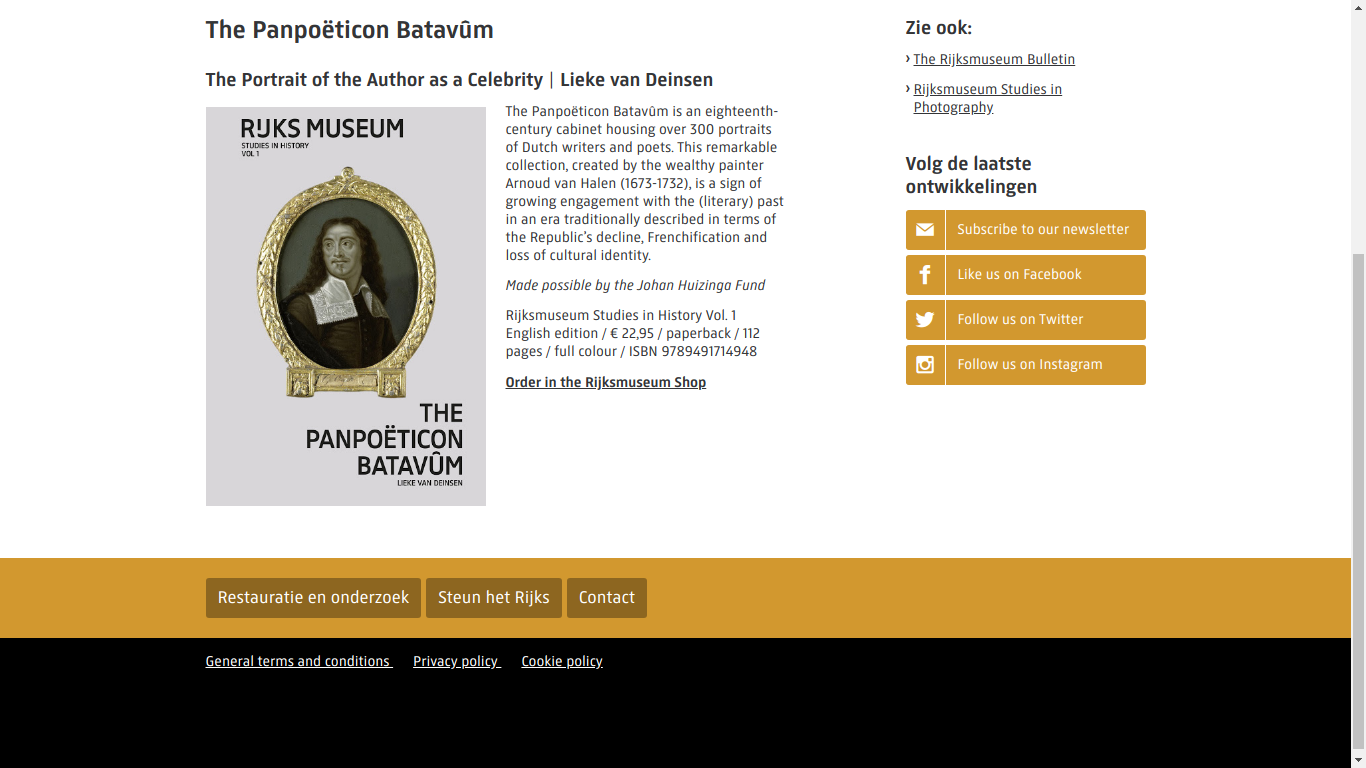 The Panpoëticon Batavûm
The Portrait of the Author as a Celebrity | Lieke van Deinsen
RIJKS MUSEUM
STUDIES IN HISTORY
VOL 1
THE
PANPOËTICON
BATAVÛM
LIEKE VAN DEINSEN
The Panpoëticon Batavûm is an eighteenth-
century cabinet housing over 300 portraits
of Dutch writers and poets. This remarkable
collection, created by the wealthy painter
Arnoud van Halen (1673-1732), is a sign of
growing engagement with the (literary) past
in an era traditionally described in terms of
the Republic's decline, Frenchification and
loss of cultural identity.
Made possible by the Johan Huizinga Fund
Rijksmuseum Studies in History Vol. 1
English edition / € 22,95 / paperback / 112
pages / full colour / ISBN 9789491714948
Order in the Rijksmuseum Shop
Zie ook:
› The Rijksmuseum Bulletin
› Rijksmuseum Studies in
Photography
Volg de laatste
ontwikkelingen
Subscribe to our newsletter
Like us on Facebook
Follow us on Twitter
Follow us on Instagram
Restauratie en onderzoek
Steun het Rijks
Contact
General terms and conditions
Privacy policy
Cookie policy